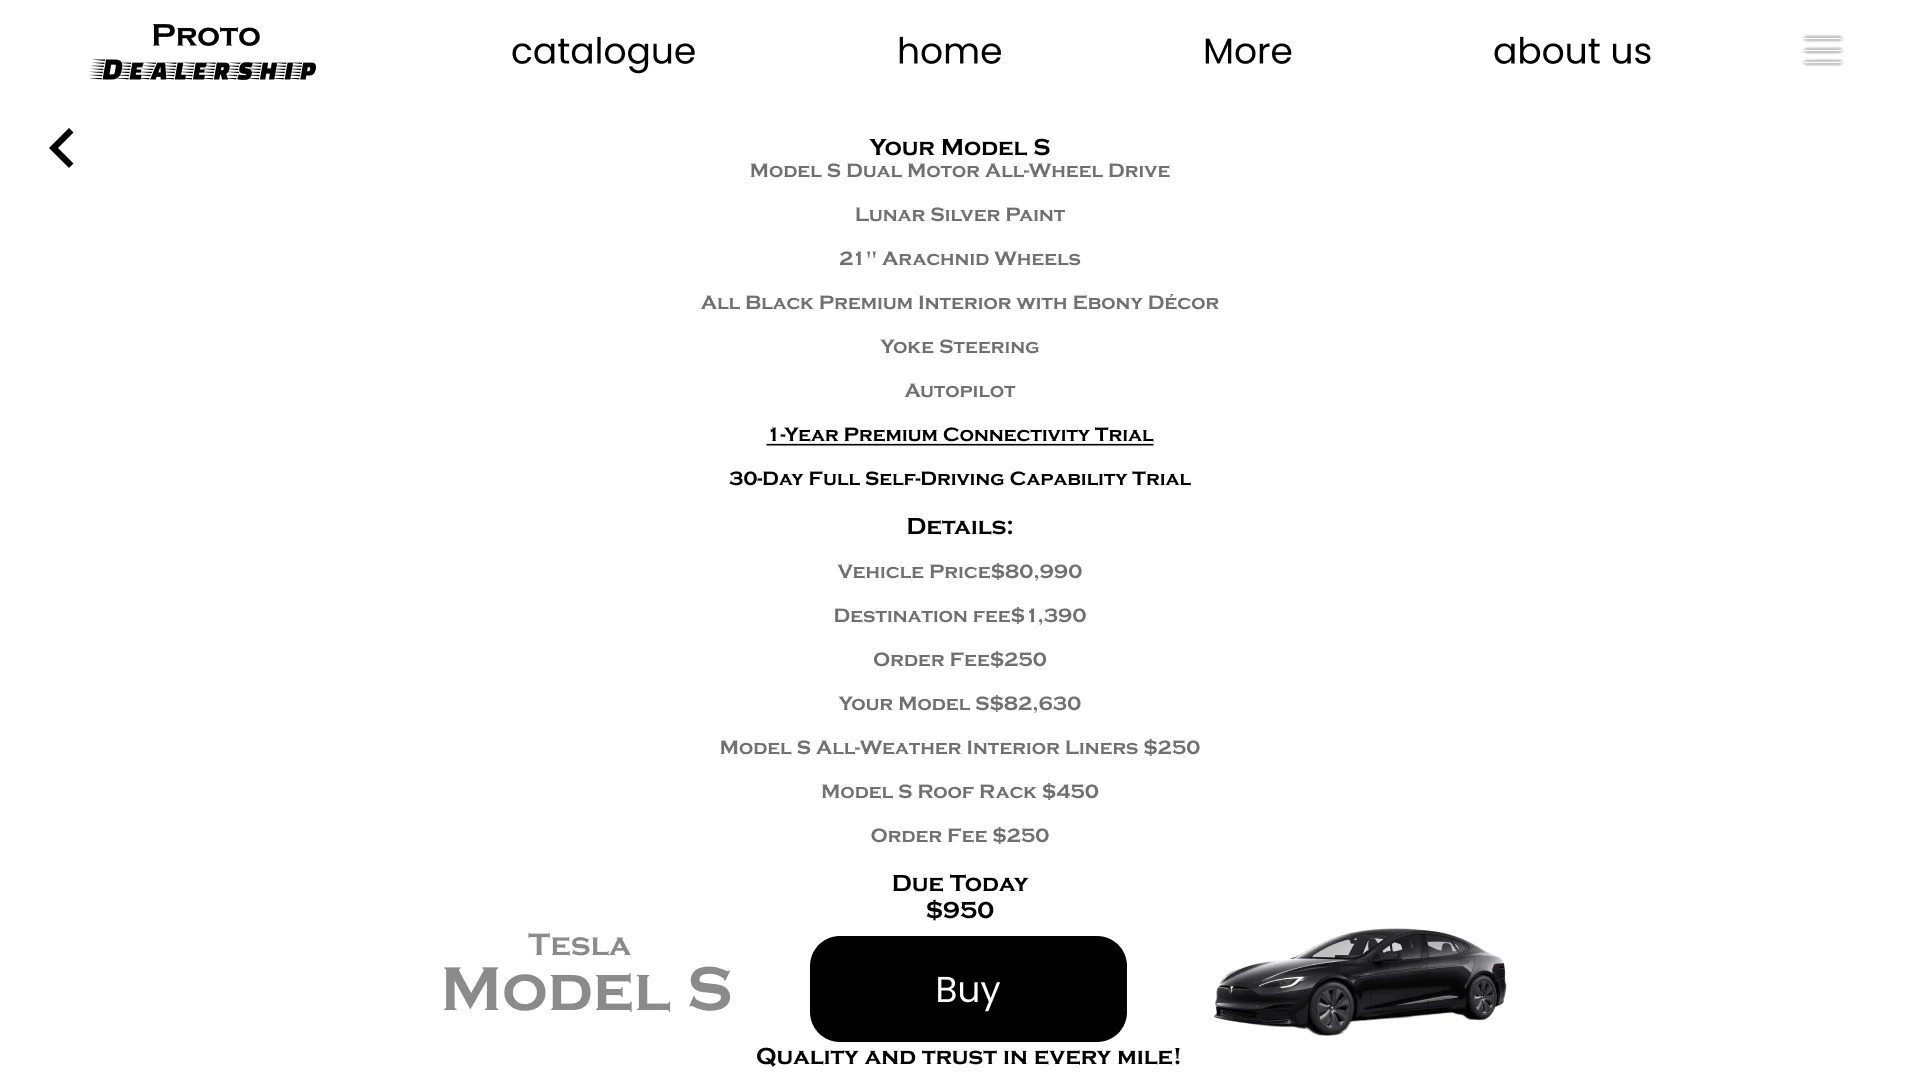 Proto
Dealership
catalogue
home
More
about us
Your Model S
Model S Dual Motor All-Wheel Drive
Lunar Silver Paint
21" Arachnid Wheels
All Black Premium Interior with Ebony Décor
Yoke Steering
Autopilot
1-Year Premium Connectivity Trial
30-Day Full Self-Driving Capability Trial
Details:
Vehicle Price$80,990
Destination fee$1,390
Order Fee$250
Your Model S$82,630
Model S All-Weather Interior Liners $250
Model S Roof Rack $450
Order Fee $250
Due Today
$950
Tesla
Model S
Buy
Quality and trust in every mile!